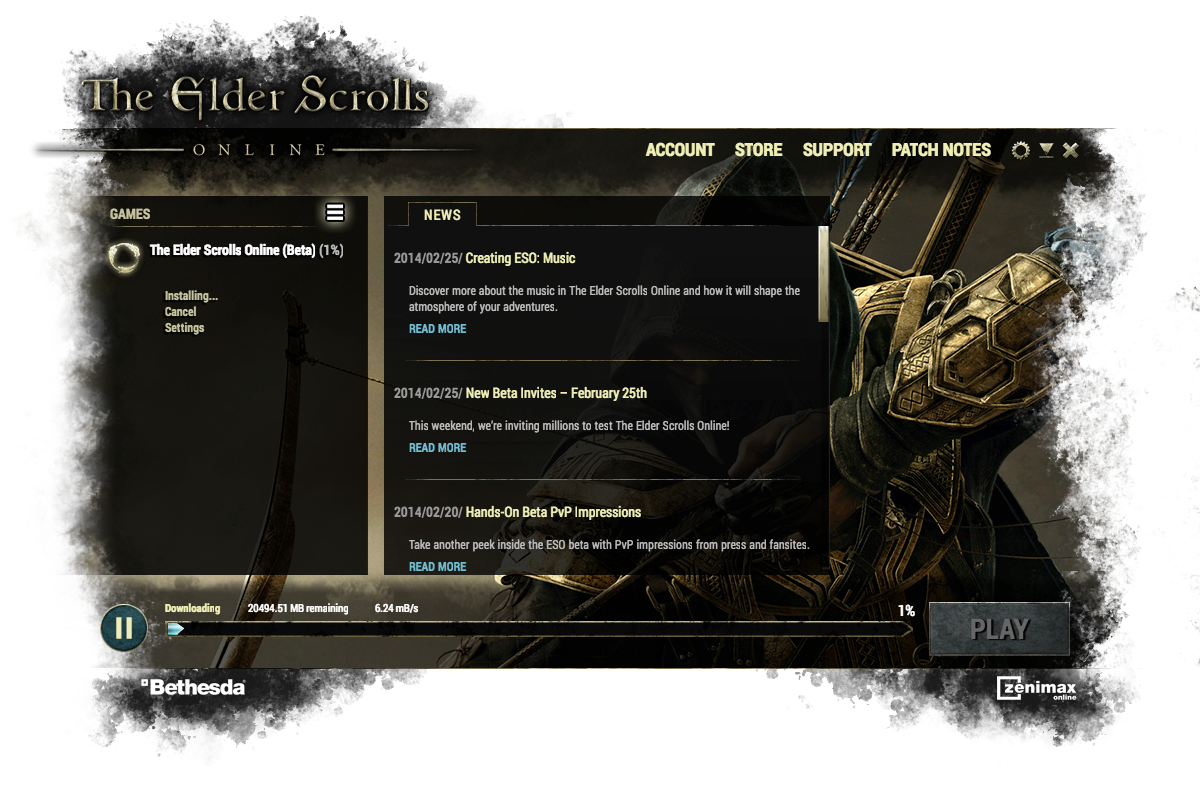 The Elder Scrolls
ONLINE
ACCOUNT STORE SUPPORT PATCH NOTES
GAMES
The Elder Scrolls Online (Beta) (1%)
Installing...
Cancel
Settings
NEWS
2014/02/25/ Creating ESO: Music
Discover more about the music in The Elder Scrolls Online and how it will shape the
atmosphere of your adventures.
READ MORE
2014/02/25/ New Beta Invites – February 25th
This weekend, we're inviting millions to test The Elder Scrolls Online!
READ MORE
2014/02/20/ Hands-On Beta PvP Impressions
Take another peek inside the ESO beta with PvP impressions from press and fansites.
READ MORE
Downloading 20494.51 MB remaining 6.24 mB/s
1%
PLAY
Bethesda
zenimax
online